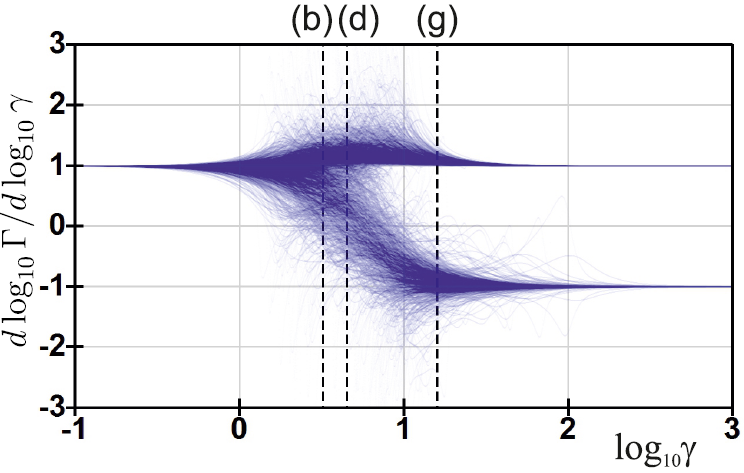 (b) (d) (g)
3
2
1
0
-1
-2
-3
d log₁₀ Γ/d log₁₀ γ
-1 0 1 2 3
log₁₀γ